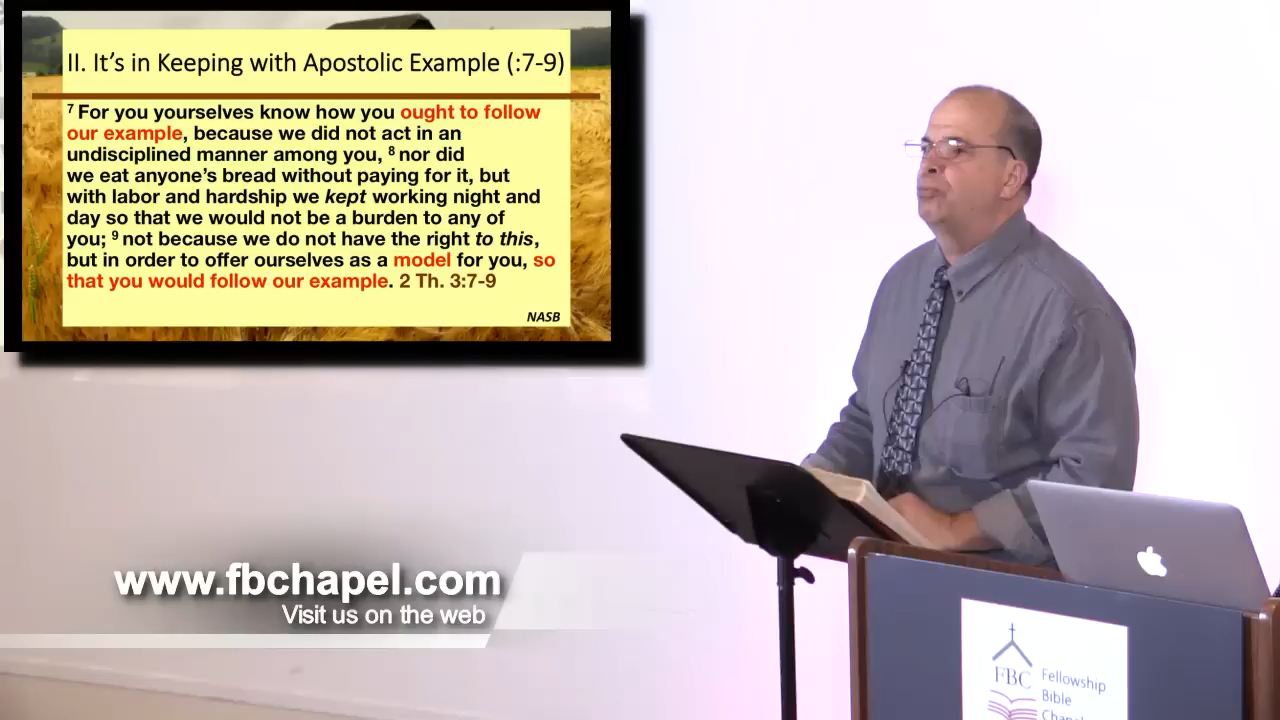 II. It's in Keeping with Apostolic Example (:7-9)
7 For you yourselves know how you ought to follow
our example, because we did not act in an
undisciplined manner among you, 8 nor did
we eat anyone's bread without paying for it, but
with labor and hardship we kept working night and
day so that we would not be a burden to any of
you; 9 not because we do not have the right to this,
but in order to offer ourselves as a model for you, so
that you would follow our example. 2 Th. 3:7-9
NASB
www.fbchapel.com
Visit us on the web
FBC
Fellowship
Bible